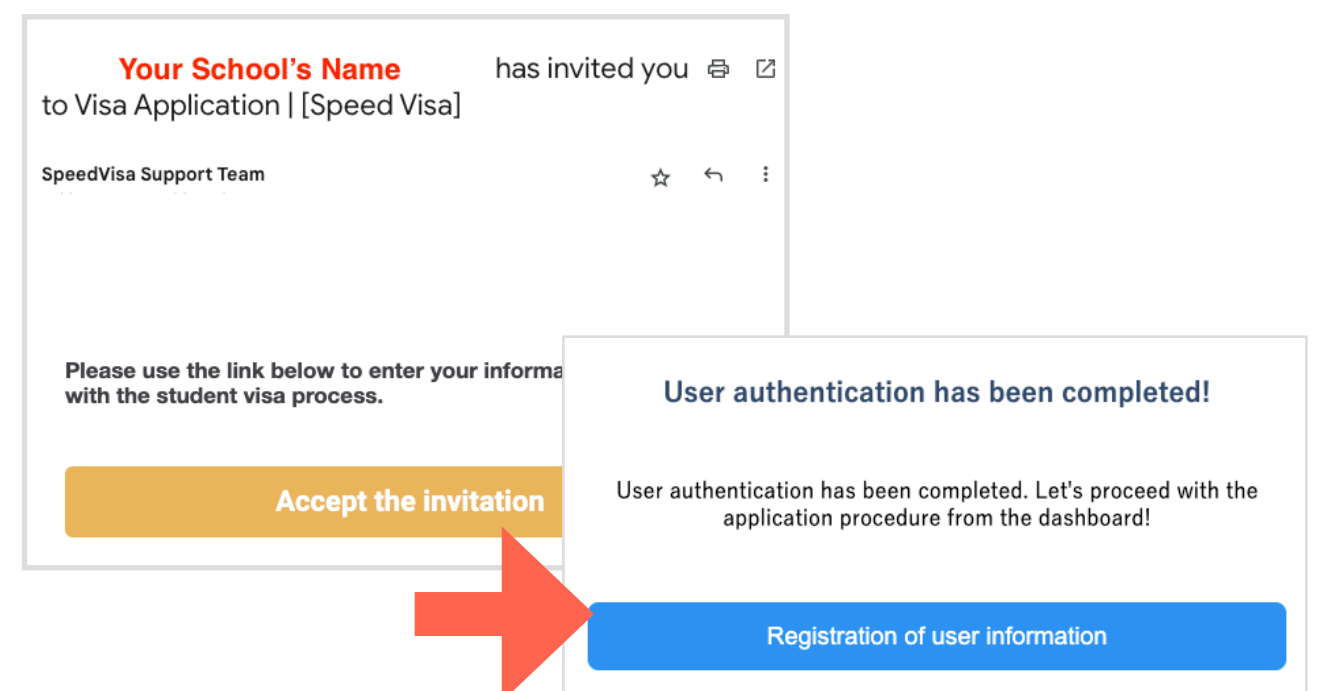 Your School’s Name has invited you
to Visa Application | [Speed Visa]
SpeedVisa Support Team
Please use the link below to enter your
with the student visa process.
Accept the invitation
User authentication has been completed!
User authentication has been completed. Let's proceed with the
application procedure from the dashboard!
Registration of user information